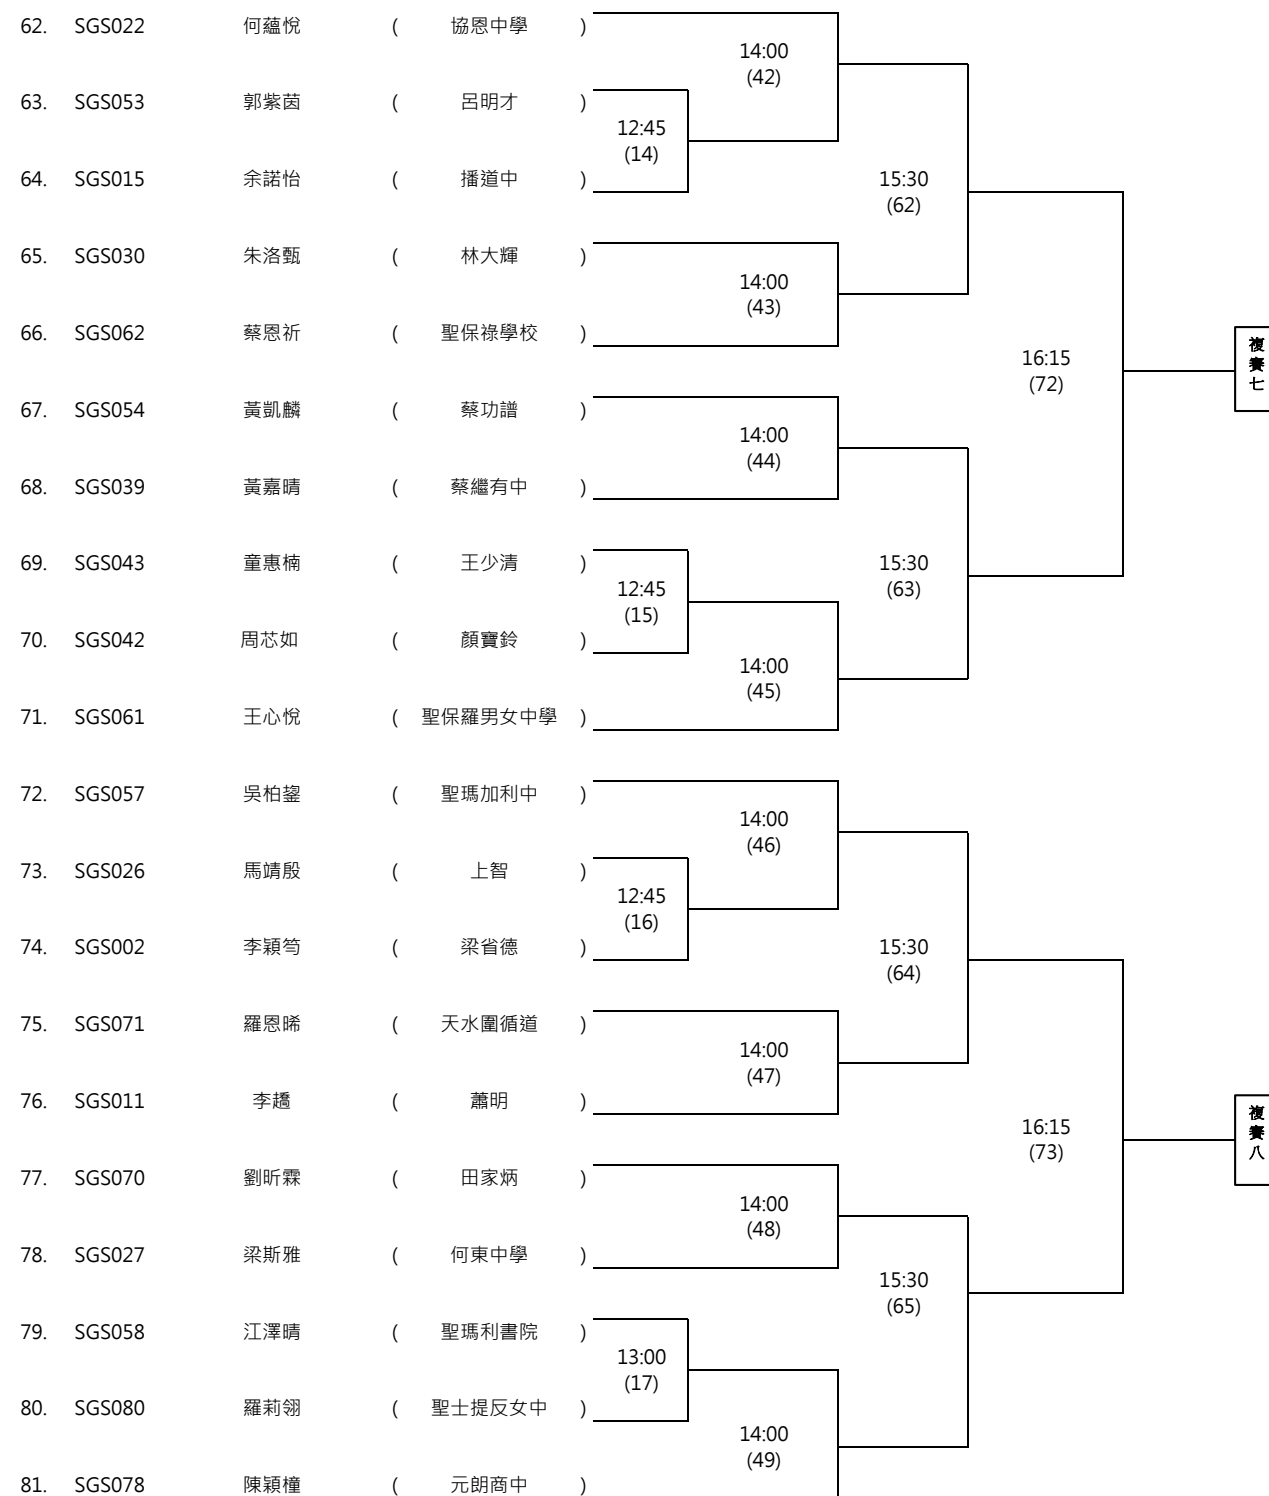 62. SGS022 何蘊悅 ( 協恩中學 )
14:00
(42)
63. SGS053 郭紫茵 ( 呂明才 )
12:45
(14)
64. SGS015 余諾怡 ( 播道中 )
15:30
(62)
65. SGS030 朱洛甄 ( 林大輝 )
14:00
(43)
66. SGS062 蔡恩祈 ( 聖保祿學校 )
16:15
(72)
複賽七
67. SGS054 黃凱麟 ( 蔡功譜 )
14:00
(44)
68. SGS039 黃嘉晴 ( 蔡繼有中 )
69. SGS043 童惠楠 ( 王少清 )
12:45
(15)
15:30
(63)
70. SGS042 周芯如 ( 顏寶鈴 )
14:00
(45)
71. SGS061 王心悅 ( 聖保羅男女中學 )
72. SGS057 吳柏鋆 ( 聖瑪加利中 )
14:00
(46)
73. SGS026 馬靖殷 ( 上智 )
12:45
(16)
74. SGS002 李穎筠 ( 梁省德 )
15:30
(64)
75. SGS071 羅恩晞 ( 天水圍循道 )
14:00
(47)
76. SGS011 李趫 ( 蕭明 )
16:15
(73)
複賽八
77. SGS070 劉昕霖 ( 田家炳 )
14:00
(48)
78. SGS027 梁斯雅 ( 何東中學 )
15:30
(65)
79. SGS058 江澤晴 ( 聖瑪利書院 )
13:00
(17)
80. SGS080 羅莉翎 ( 聖士提反女中 )
14:00
(49)
81. SGS078 陳穎橦 ( 元朗商中 )